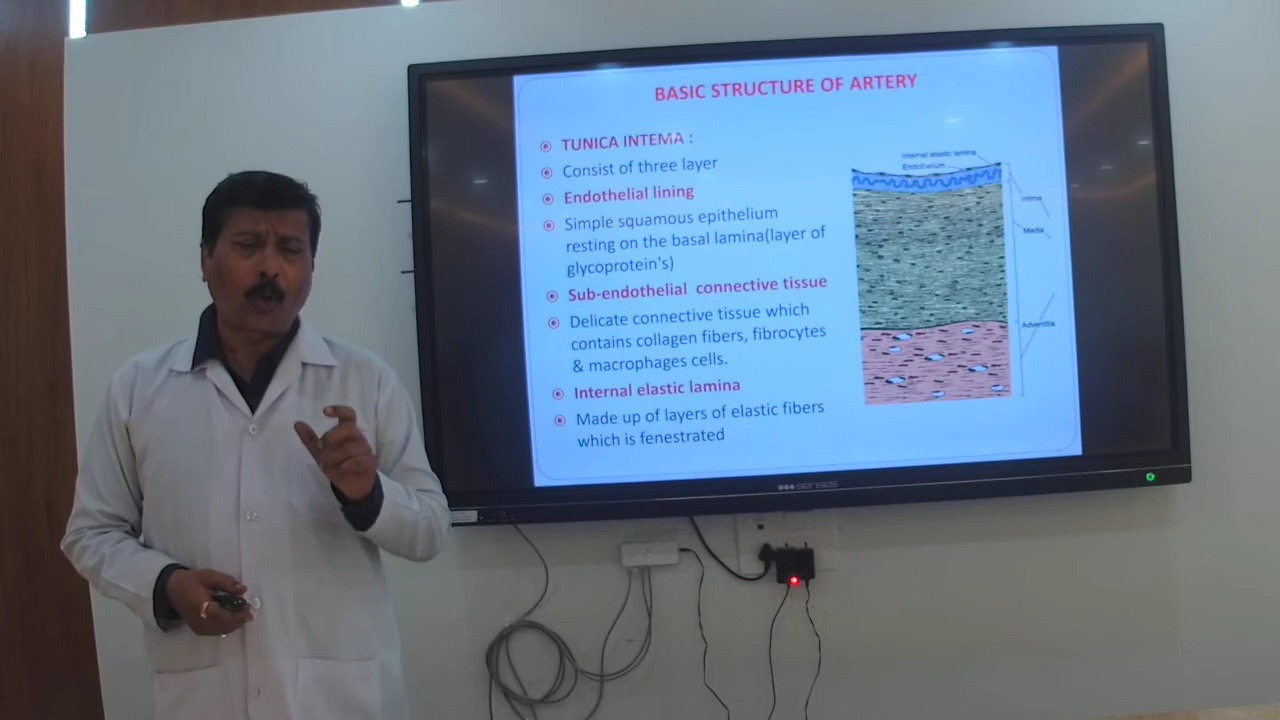 BASIC STRUCTURE OF ARTERY
TUNICA INTEMA :
Consist of three layer
Endothelial lining
Simple squamous epithelium
resting on the basal lamina(layer of
glycoprotein's)
Sub-endothelial connective tissue
Delicate connective tissue which
contains collagen fibers, fibrocytes
& macrophages cells.
Internal elastic lamina
Made up of layers of elastic fibers
which is fenestrated
Internal elastic lamina
Endothelium
Intima
Media
Adventitia
senses